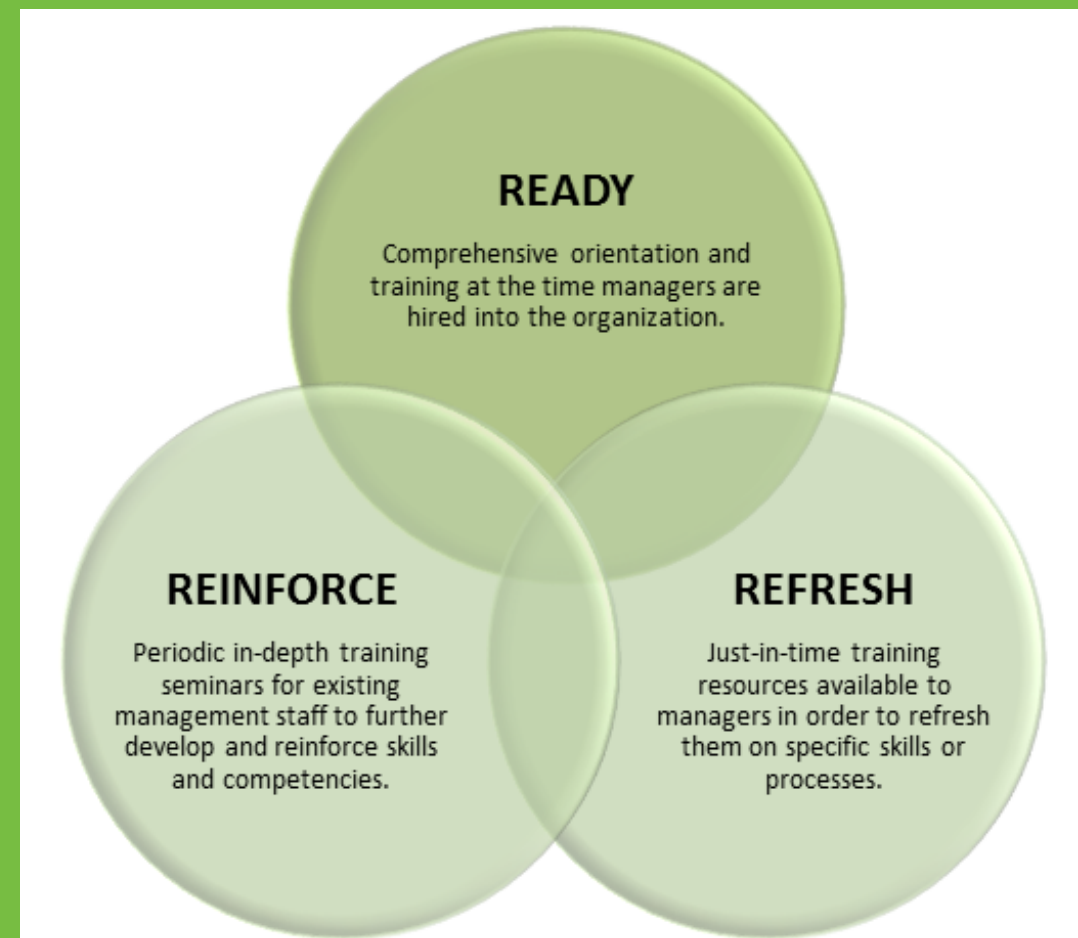 READY
Comprehensive orientation and
training at the time managers are
hired into the organization.
REINFORCE
Periodic in-depth training
seminars for existing
management staff to further
develop and reinforce skills
and competencies.
REFRESH
Just-in-time training
resources available to
managers in order to refresh
them on specific skills or
processes.